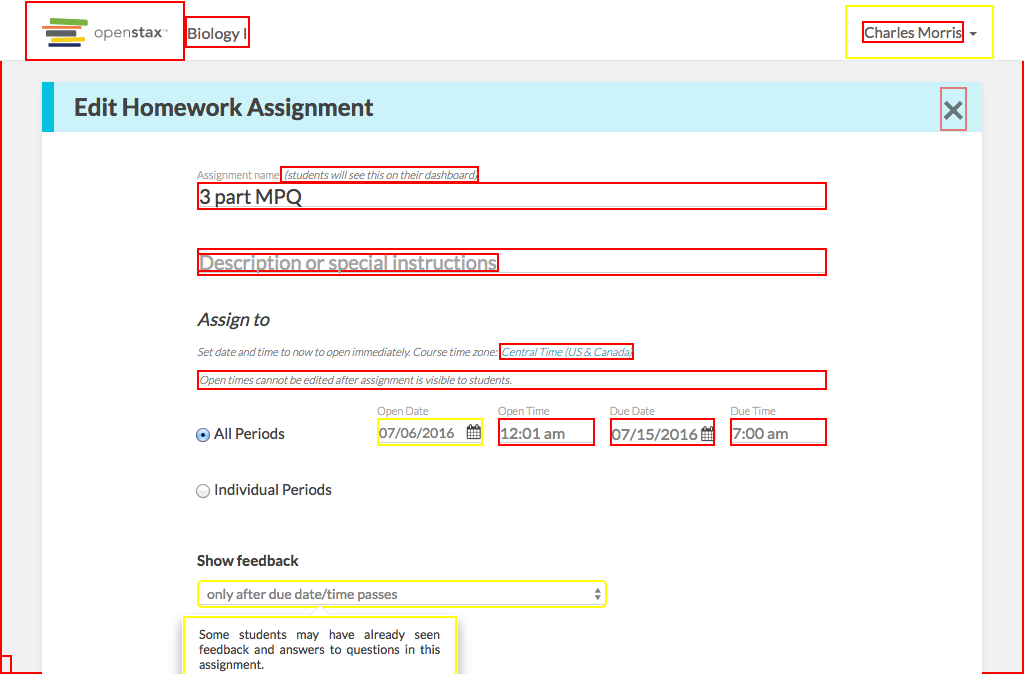 openstax™ Biology I Charles Morris
Edit Homework Assignment
Assignment name (students will see this on their dashboard)
3 part MPQ
Description or special instructions
Assign to
Set date and time to now to open immediately. Course time zone: Central Time (US & Canada)
Open times cannot be edited after assignment is visible to students.
Open Date Open Time Due Date Due Time
All Periods 07/06/2016 12:01 am 07/15/2016 7:00 am
Individual Periods
Show feedback
only after due date/time passes
Some students may have already seen
feedback and answers to questions in this
assignment.